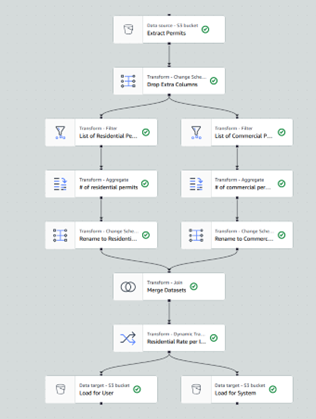 Data source - S3 bucket
Extract Permits
Transform - Change Sche...
Drop Extra Columns
Transform - Filter
List of Residential Pe...
Transform - Filter
List of Commercial P...
Transform - Aggregate
# of residential permits
Transform - Aggregate
# of commercial per...
Transform - Change Sche...
Rename to Residenti...
Transform - Change Sche...
Rename to Commerc...
Transform - Join
Merge Datasets
Transform - Dynamic Tra...
Residential Rate per I...
Data target - S3 bucket
Load for User
Data target - S3 bucket
Load for System